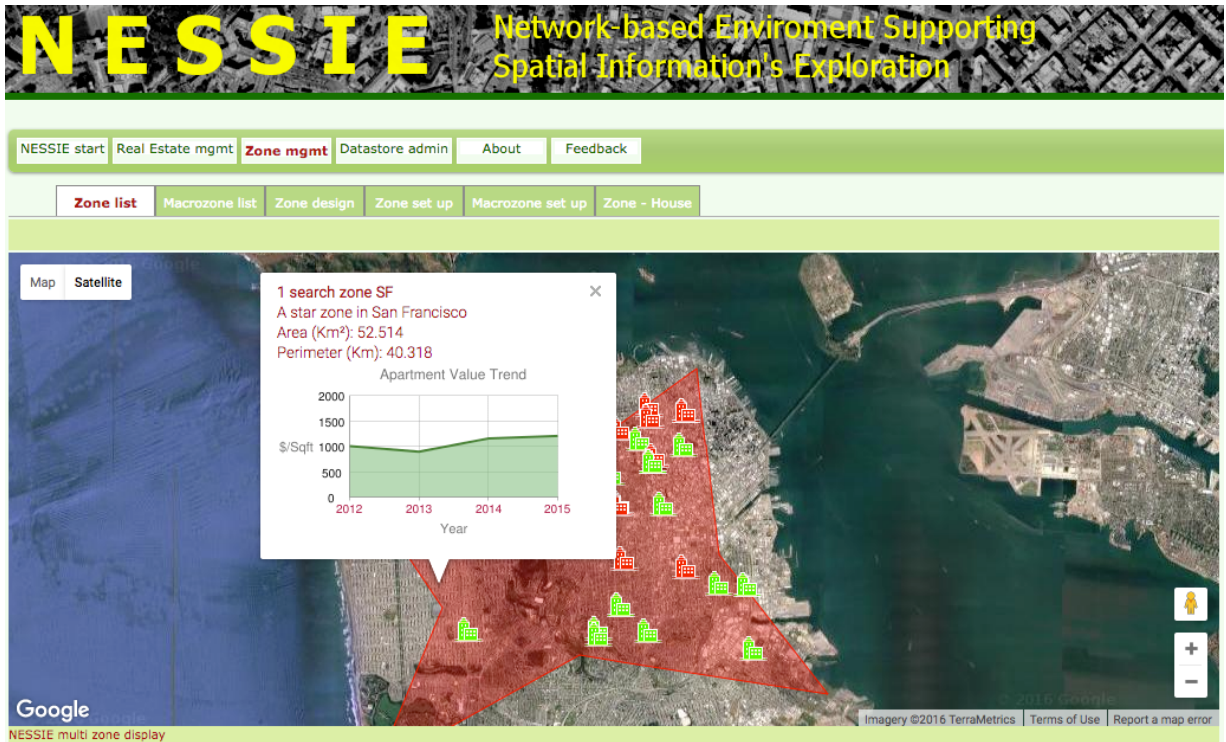 NESSIE
Network-based Enviroment Supporting
Spatial Information's Exploration
NESSIE start
Real Estate mgmt
Zone mgmt
Datastore admin
About
Feedback
Zone list
Macrozone list
Zone design
Zone set up
Macrozone set up
Zone - House
Map
Satellite
1 search zone SF
A star zone in San Francisco
Area (Km²): 52.514
Perimeter (Km): 40.318
Apartment Value Trend
2000
1500
$/Sqft 1000
500
0
2012 2013 2014 2015
Year
Google
© 2016 Google
Imagery ©2016 TerraMetrics
Terms of Use
Report a map error
NESSIE multi zone display